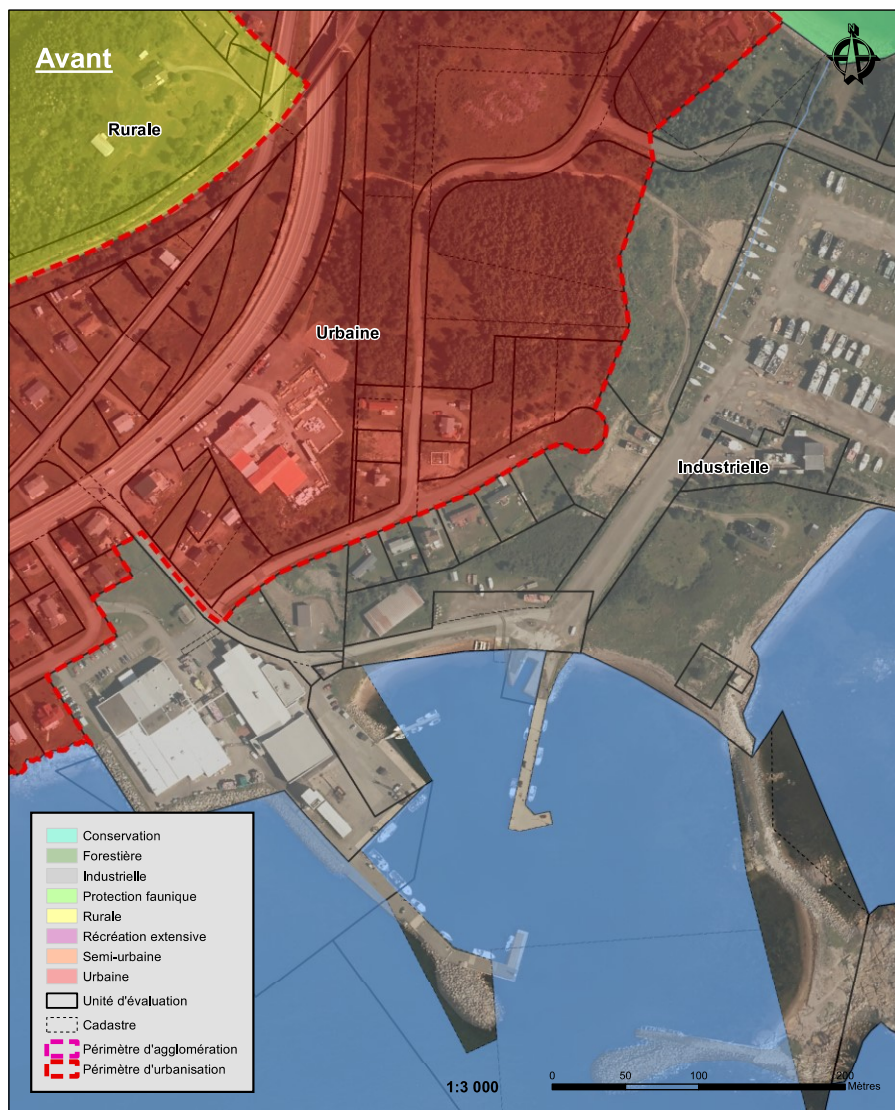 Avant
N
Rurale
Urbaine
Industrielle
Conservation
Forestière
Industrielle
Protection faunique
Rurale
Récréation extensive
Semi-urbaine
Urbaine
Unité d'évaluation
Cadastre
Périmètre d'agglomération
Périmètre d'urbanisation
1:3 000
0 50 100 200
Mètres